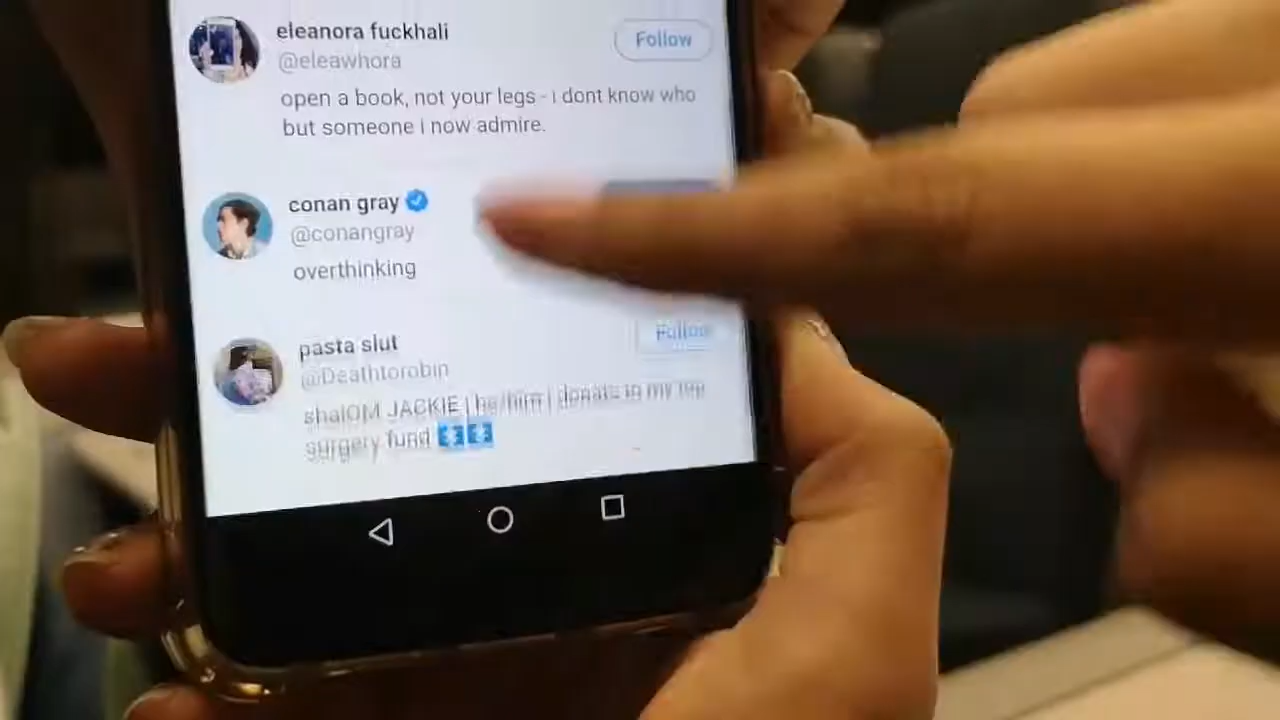 eleanora fuckhali
Follow
@eleawhora
open a book, not your legs - i dont know who
but someone i now admire.
conan gray
@conangray
overthinking
pasta slut
Follow
@Deathtorobin
shalOM JACKIE | he/him | donate to my top
surgery fund